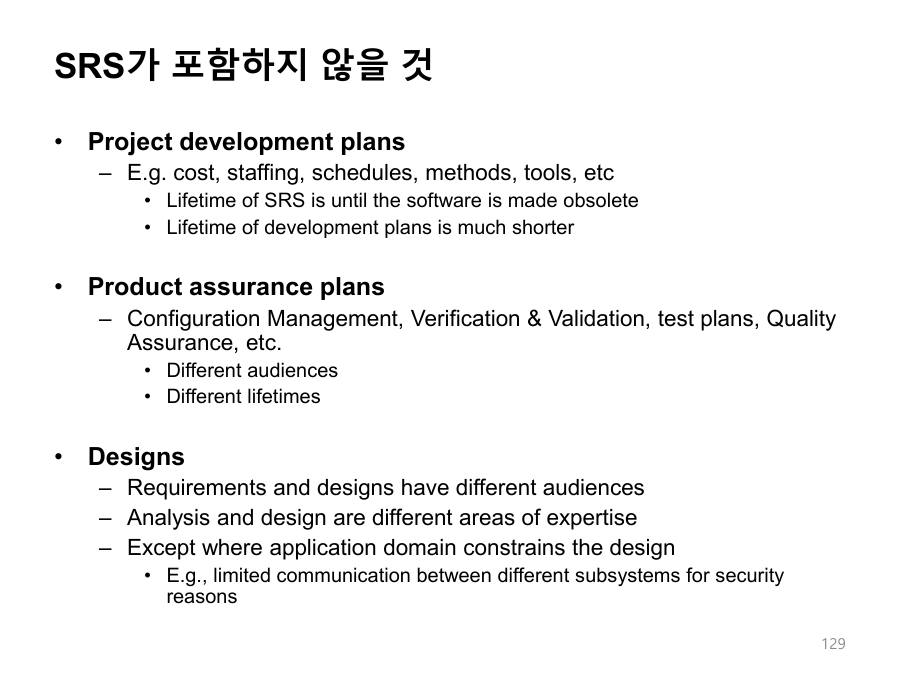 SRS가 포함하지 않을 것
• Project development plans
– E.g. cost, staffing, schedules, methods, tools, etc
• Lifetime of SRS is until the software is made obsolete
• Lifetime of development plans is much shorter
• Product assurance plans
– Configuration Management, Verification & Validation, test plans, Quality
Assurance, etc.
• Different audiences
• Different lifetimes
• Designs
– Requirements and designs have different audiences
– Analysis and design are different areas of expertise
– Except where application domain constrains the design
• E.g., limited communication between different subsystems for security
reasons
129